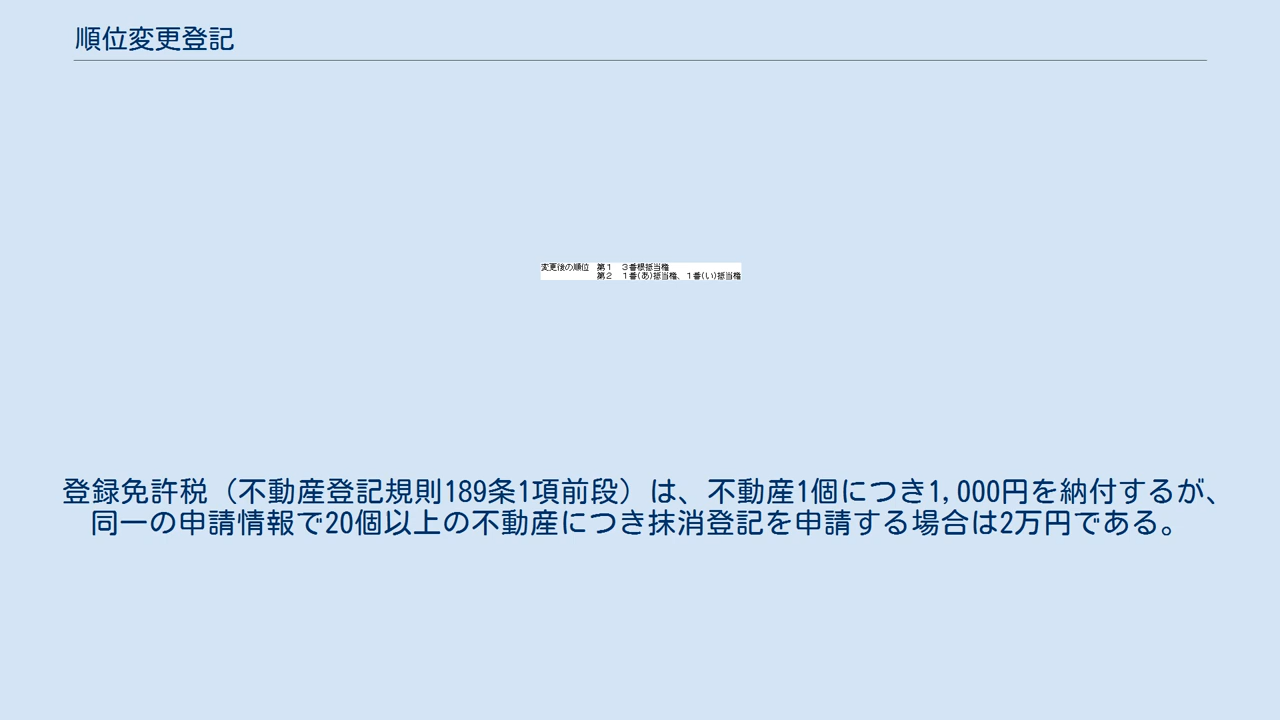 順位変更登記
変更後の順位　第１　３番根抵当権
第２　１番(あ)抵当権、１番(い)抵当権
登録免許税（不動産登記規則189条1項前段）は、不動産1個につき1,000円を納付するが、
同一の申請情報で20個以上の不動産につき抹消登記を申請する場合は2万円である。